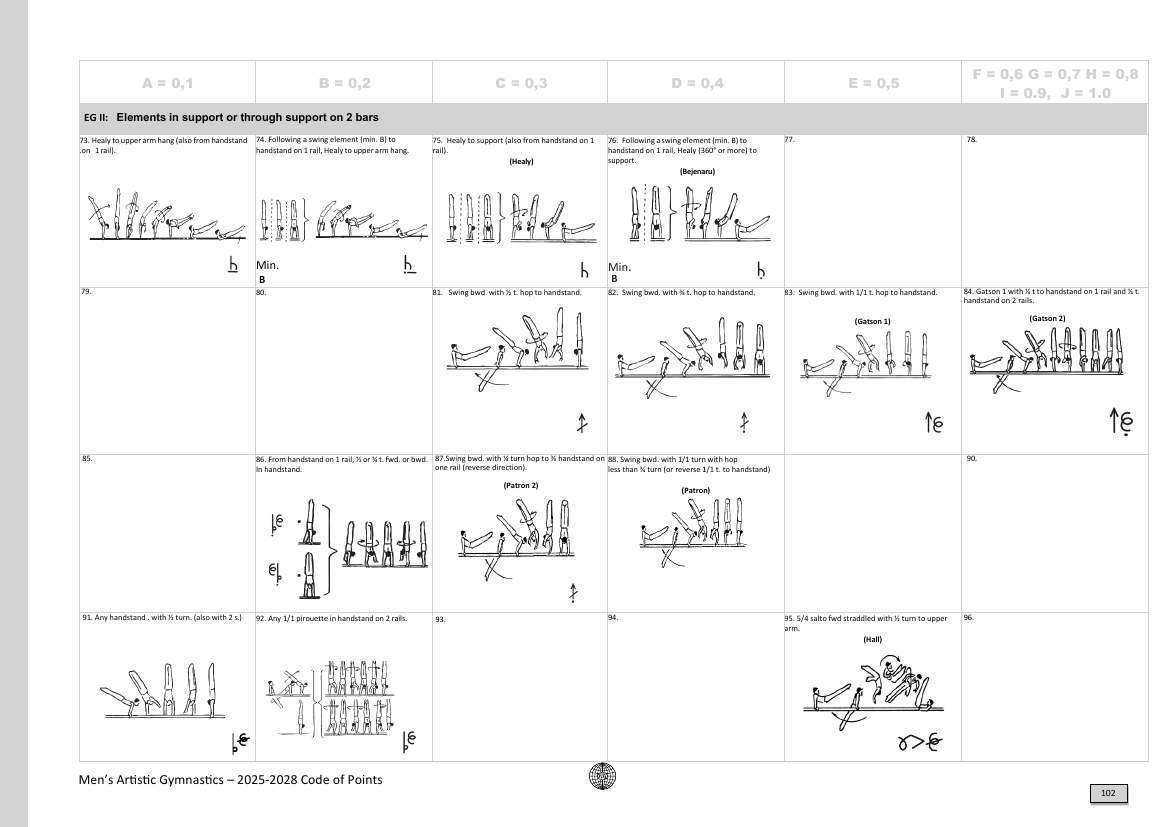 A = 0,1
B = 0,2
C = 0,3
D = 0,4
E = 0,5
F = 0,6 G = 0,7 H = 0,8
I = 0.9,  J = 1.0
EG II:   Elements in support or through support on 2 bars
73. Healy to upper arm hang (also from handstand
.on  1 rail).
74. Following a swing element (min. B) to
handstand on 1 rail, Healy to upper arm hang.
Min.
B
75.  Healy to support (also from handstand on 1
rail).
(Healy)
76.  Following a swing element (min. B) to
handstand on 1 rail, Healy (360° or more) to
support.
(Bejenaru)
Min.
B
77.
78.
79.
80.
81.   Swing bwd. with ½ t. hop to handstand.
82.  Swing bwd. with ¾ t. hop to handstand.
83.  Swing bwd. with 1/1 t. hop to handstand.
(Gatson 1)
84. Gatson 1 with ¼ t to handstand on 1 rail and ¼ t.
handstand on 2 rails.
(Gatson 2)
85.
86. From handstand on 1 rail, ½ or ¾ t. fwd. or bwd.
In handstand.
87.Swing bwd. with ¼ turn hop to ¾ handstand on
one rail (reverse direction).
(Patron 2)
88. Swing bwd. with 1/1 turn with hop
less than ¾ turn (or reverse 1/1 t. to handstand)
(Patron)
90.
91. Any handstand . with ½ turn. (also with 2 s.)
92. Any 1/1 pirouette in handstand on 2 rails.
93.
94.
95. 5/4 salto fwd straddled with ½ turn to upper
arm.
(Hall)
96.
Men's Artistic Gymnastics – 2025-2028 Code of Points
102